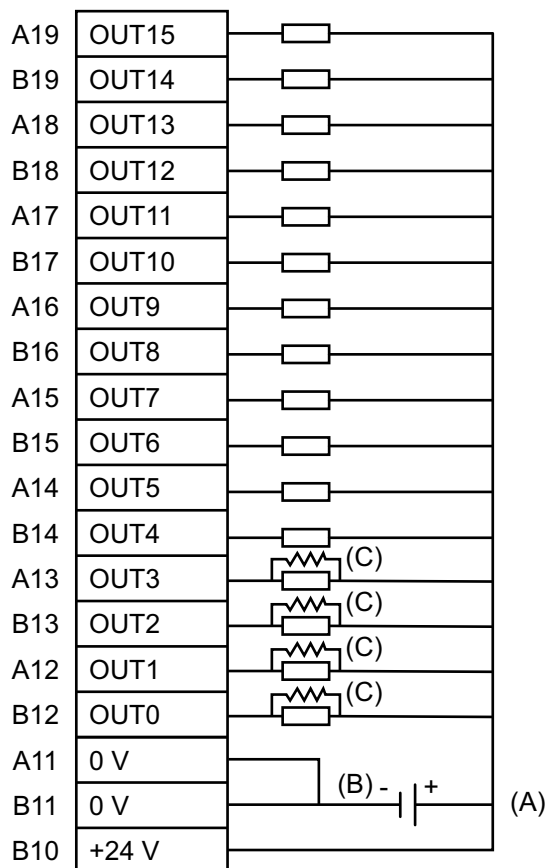 A19 OUT15
B19 OUT14
A18 OUT13
B18 OUT12
A17 OUT11
B17 OUT10
A16 OUT9
B16 OUT8
A15 OUT7
B15 OUT6
A14 OUT5
B14 OUT4
(C)
A13 OUT3
(C)
B13 OUT2
(C)
A12 OUT1
(C)
B12 OUT0
A11 0 V
B11 0 V (B) - + (A)
B10 +24 V